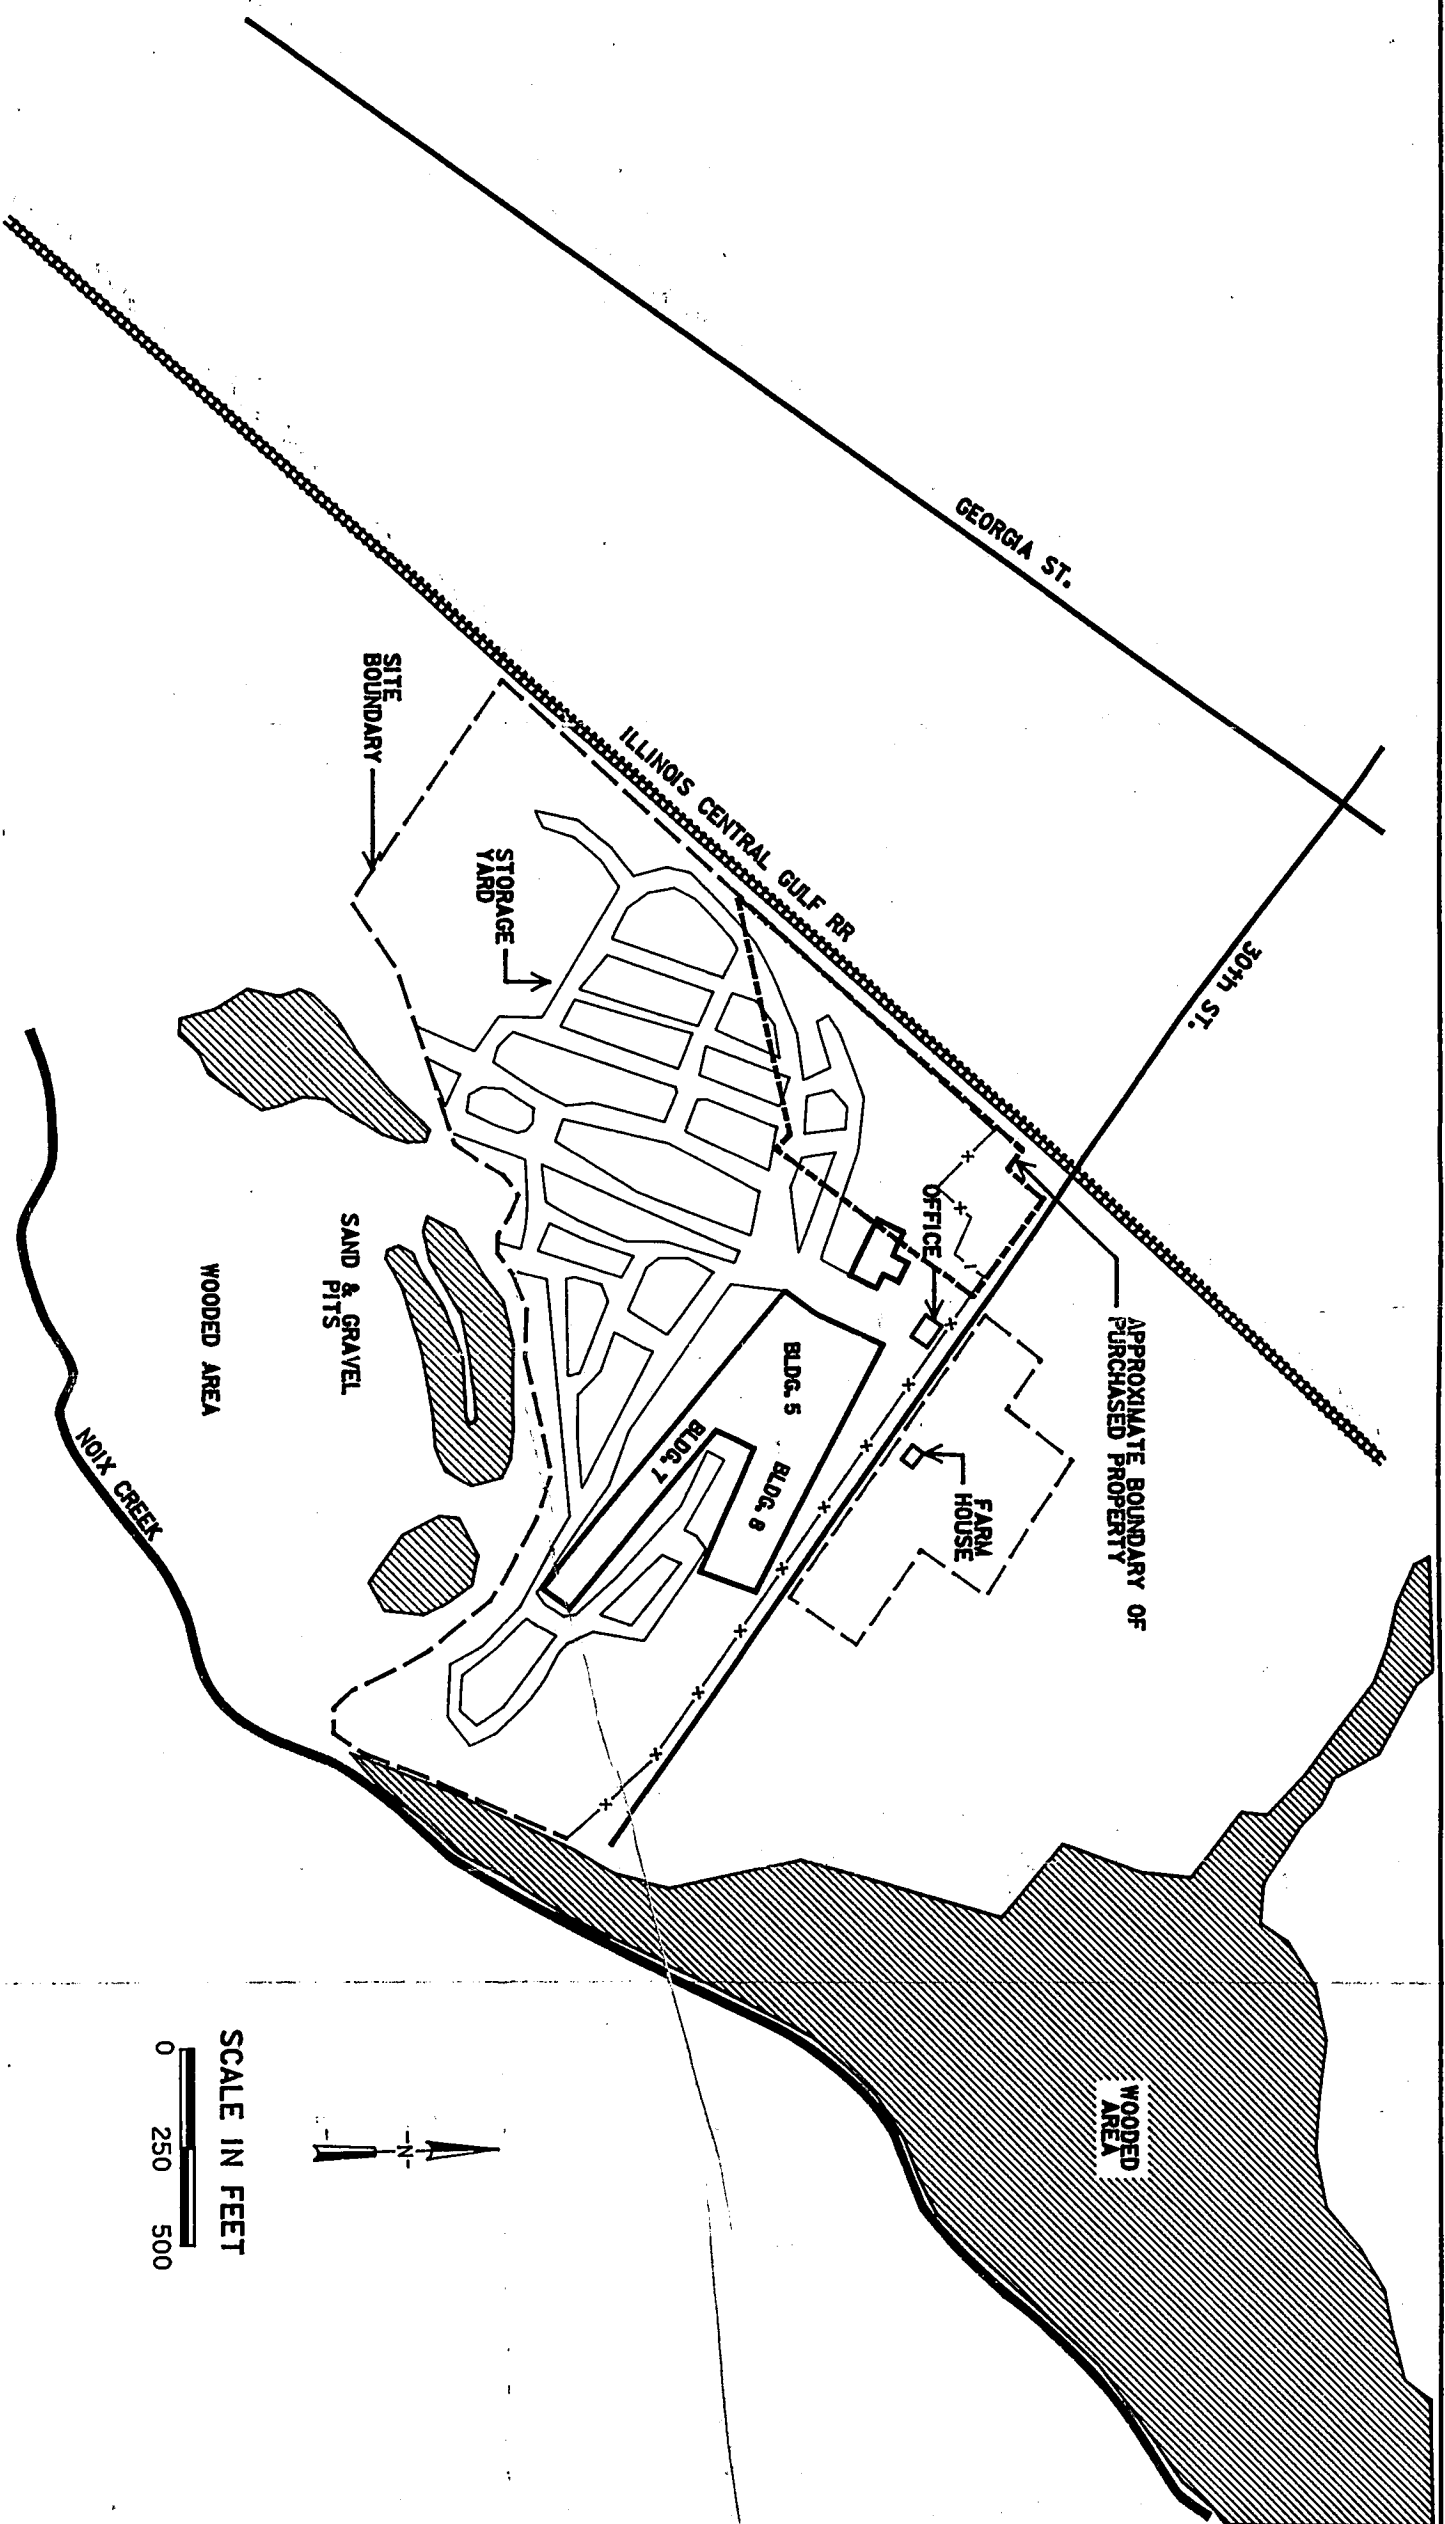 GEORGIA ST.
30th ST.
ILLINOIS CENTRAL GULF RR
SITE
BOUNDARY
STORAGE
YARD
OFFICE
APPROXIMATE BOUNDARY OF
PURCHASED PROPERTY
FARM
HOUSE
BLDG. 5
BLDG. 8
BLDG. 7
SAND & GRAVEL
PITS
WOODED AREA
NOIX CREEK
WOODED
AREA
-N-
SCALE IN FEET
0 250 500